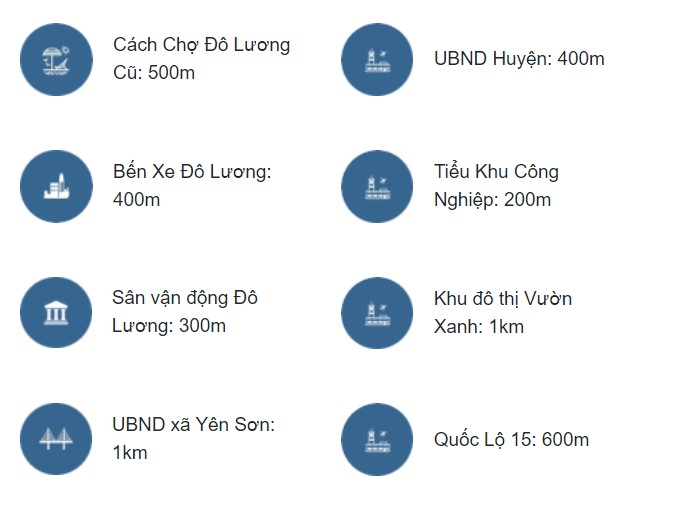 Cách Chợ Đô Lương
Cũ: 500m
UBND Huyện: 400m
Bến Xe Đô Lương:
400m
Tiểu Khu Công
Nghiệp: 200m
Sân vận động Đô
Lương: 300m
Khu đô thị Vườn
Xanh: 1km
UBND xã Yên Sơn:
1km
Quốc Lộ 15: 600m